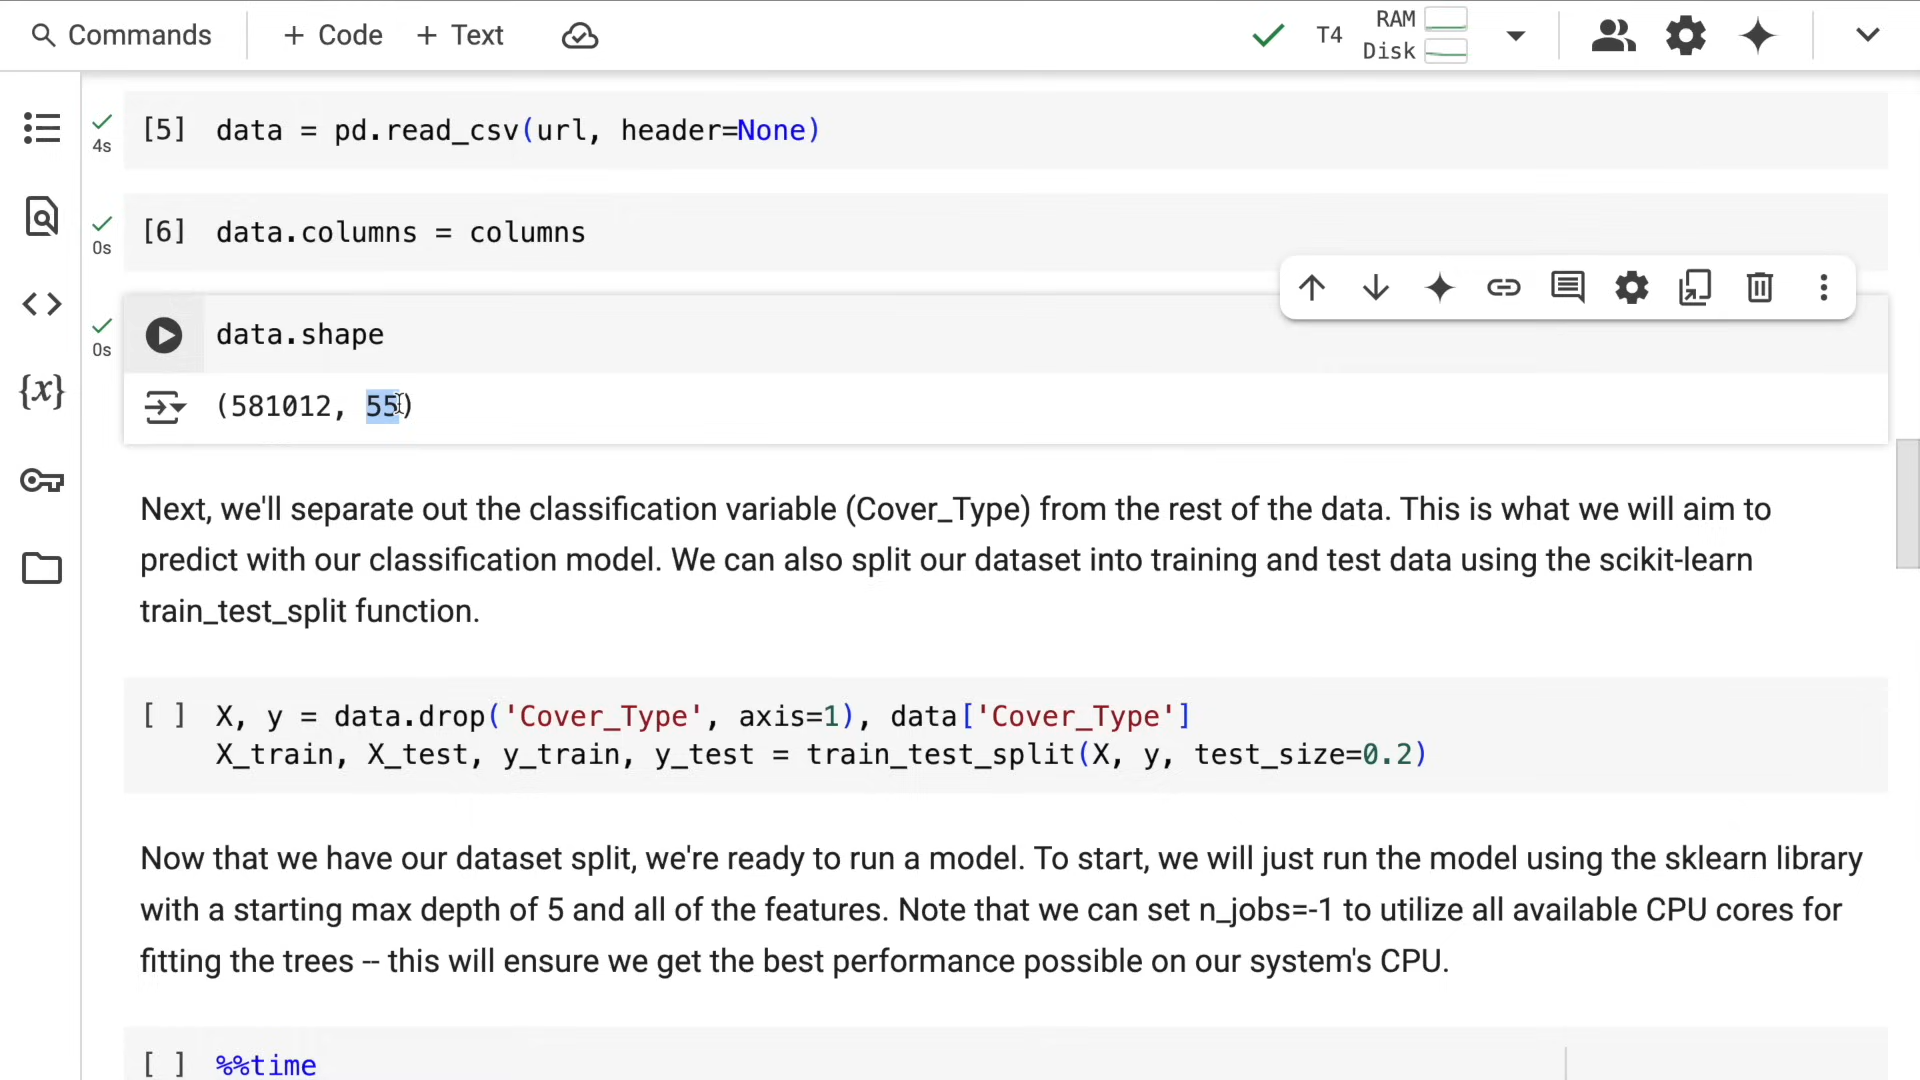 Commands + Code + Text T4 RAM Disk
4s [5] data = pd.read_csv(url, header=None)
0s [6] data.columns = columns
0s data.shape
(581012, 55)
Next, we'll separate out the classification variable (Cover_Type) from the rest of the data. This is what we will aim to
predict with our classification model. We can also split our dataset into training and test data using the scikit-learn
train_test_split function.
[ ] X, y = data.drop('Cover_Type', axis=1), data['Cover_Type']
X_train, X_test, y_train, y_test = train_test_split(X, y, test_size=0.2)
Now that we have our dataset split, we're ready to run a model. To start, we will just run the model using the sklearn library
with a starting max depth of 5 and all of the features. Note that we can set n_jobs=-1 to utilize all available CPU cores for
fitting the trees -- this will ensure we get the best performance possible on our system's CPU.
[ ] %%time